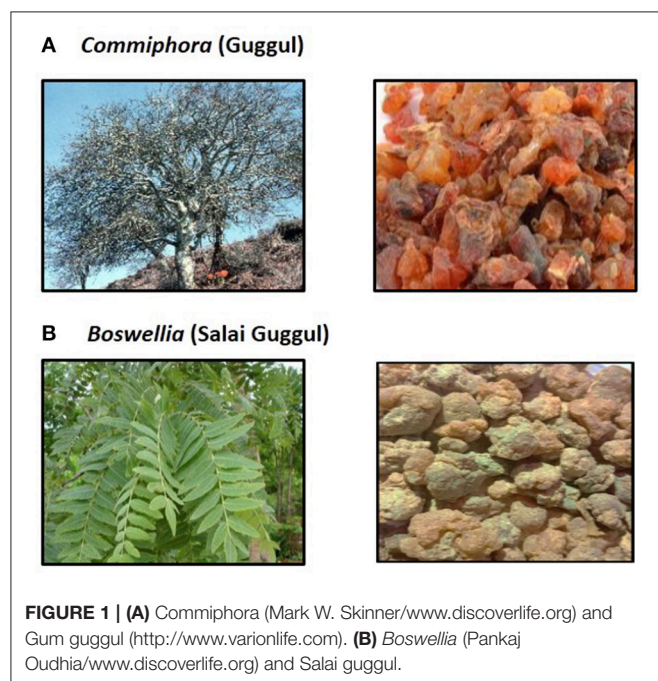 A Commiphora (Guggul)
B Boswellia (Salai Guggul)
FIGURE 1 | (A) Commiphora (Mark W. Skinner/www.discoverlife.org) and
Gum guggul (http://www.varionlife.com). (B) Boswellia (Pankaj
Oudhia/www.discoverlife.org) and Salai guggul.